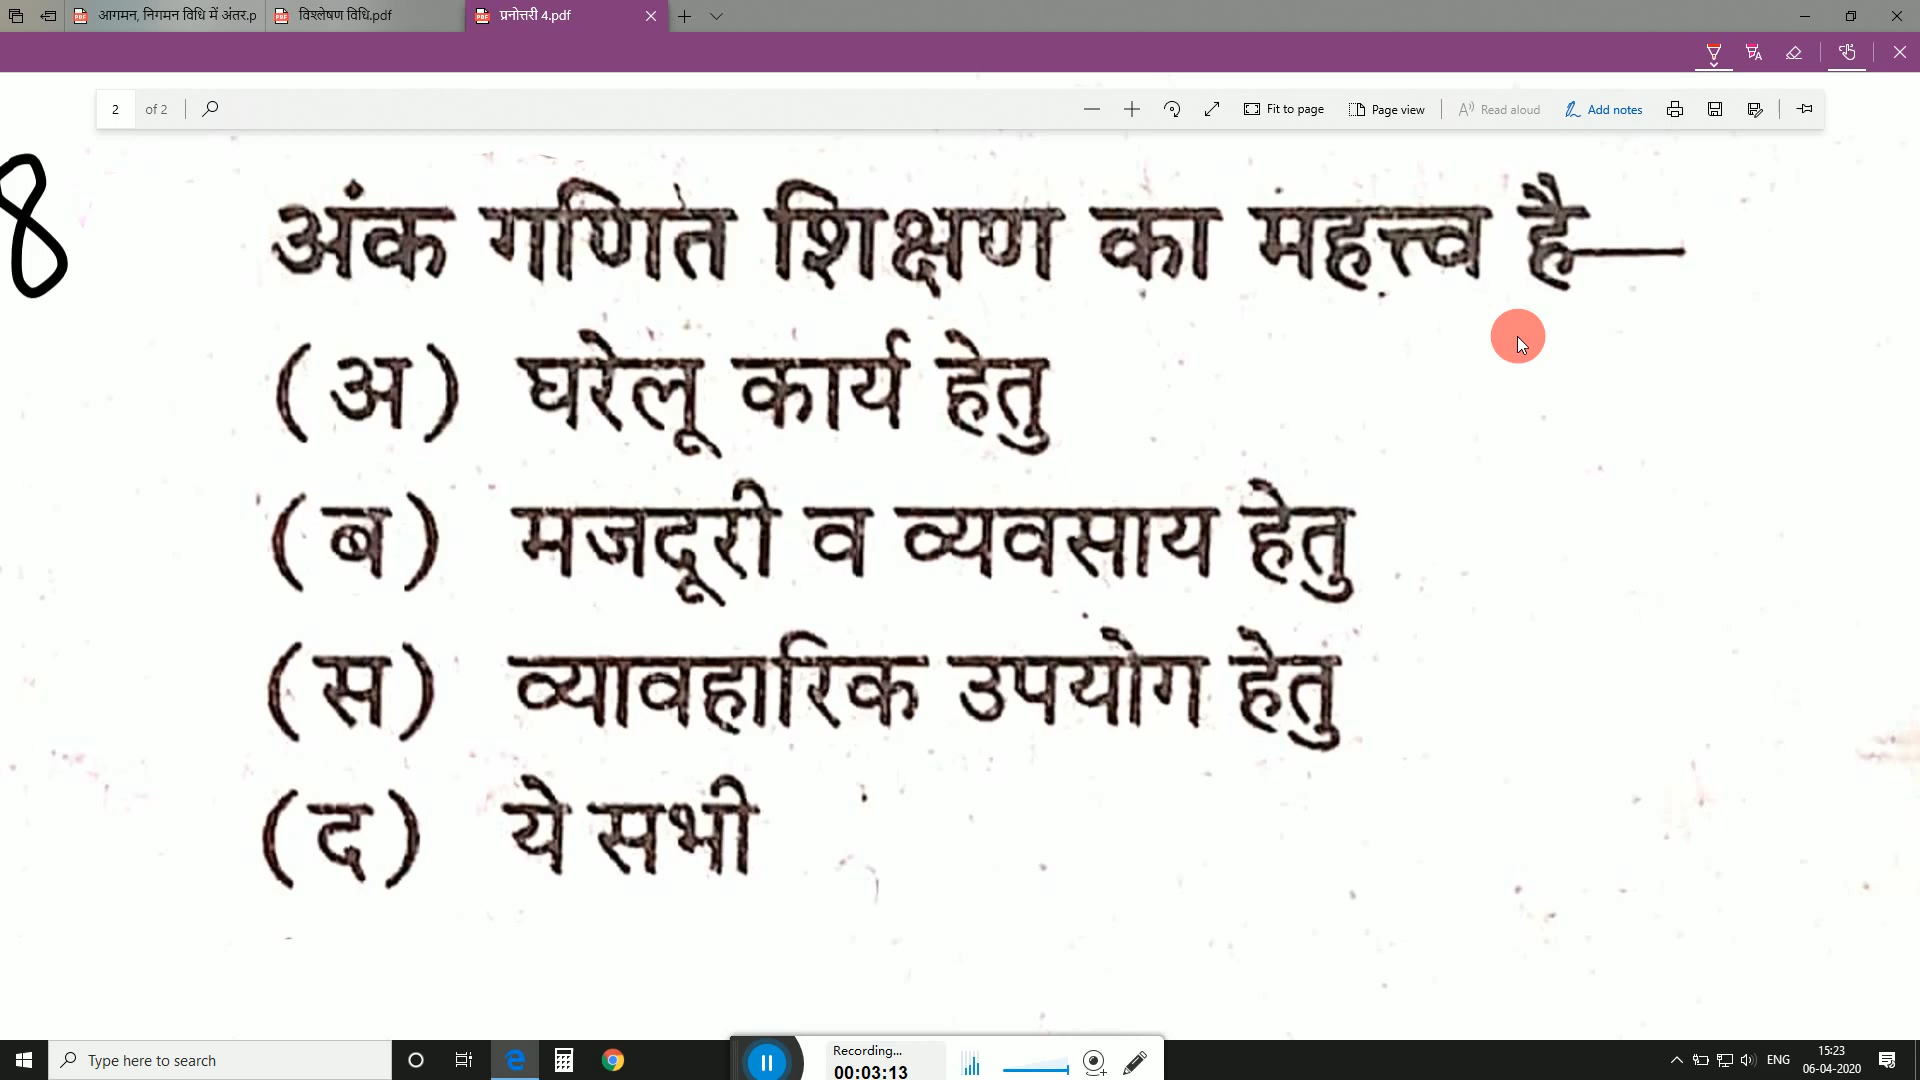 आगमन, निगमन विधि में अंतर.p
विश्लेषण विधि.pdf
प्रनोत्तरी 4.pdf
2 of 2
Fit to page
Page view
Read aloud
Add notes
8
अंक गणित शिक्षण का महत्त्व है—
(अ) घरेलू कार्य हेतु
(ब) मजदूरी व व्यवसाय हेतु
(स) व्यावहारिक उपयोग हेतु
(द) ये सभी
Type here to search
Recording...
00:03:13
ENG
15:23
06-04-2020